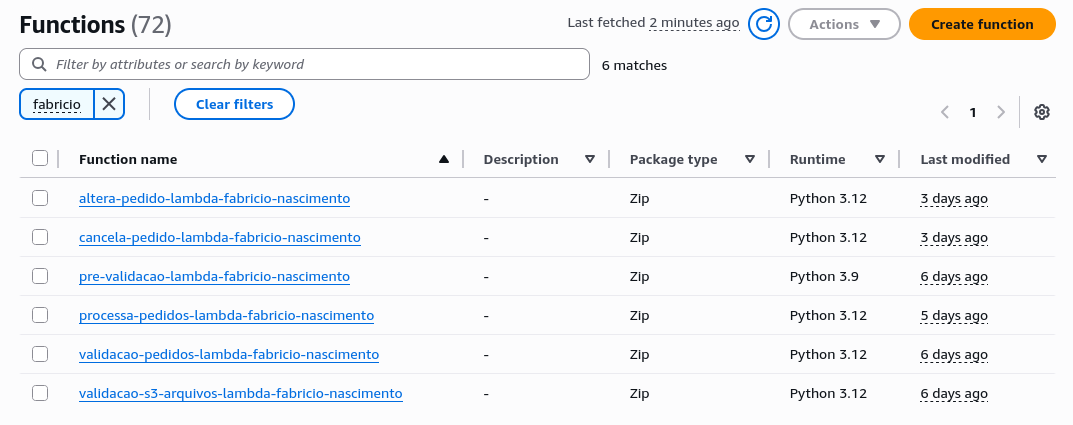 Functions (72)
Last fetched 2 minutes ago
Actions
Create function
Filter by attributes or search by keyword
6 matches
fabricio
Clear filters
1
Function name Description Package type Runtime Last modified
altera-pedido-lambda-fabricio-nascimento - Zip Python 3.12 3 days ago
cancela-pedido-lambda-fabricio-nascimento - Zip Python 3.12 3 days ago
pre-validacao-lambda-fabricio-nascimento - Zip Python 3.9 6 days ago
processa-pedidos-lambda-fabricio-nascimento - Zip Python 3.12 5 days ago
validacao-pedidos-lambda-fabricio-nascimento - Zip Python 3.12 6 days ago
validacao-s3-arquivos-lambda-fabricio-nascimento - Zip Python 3.12 6 days ago